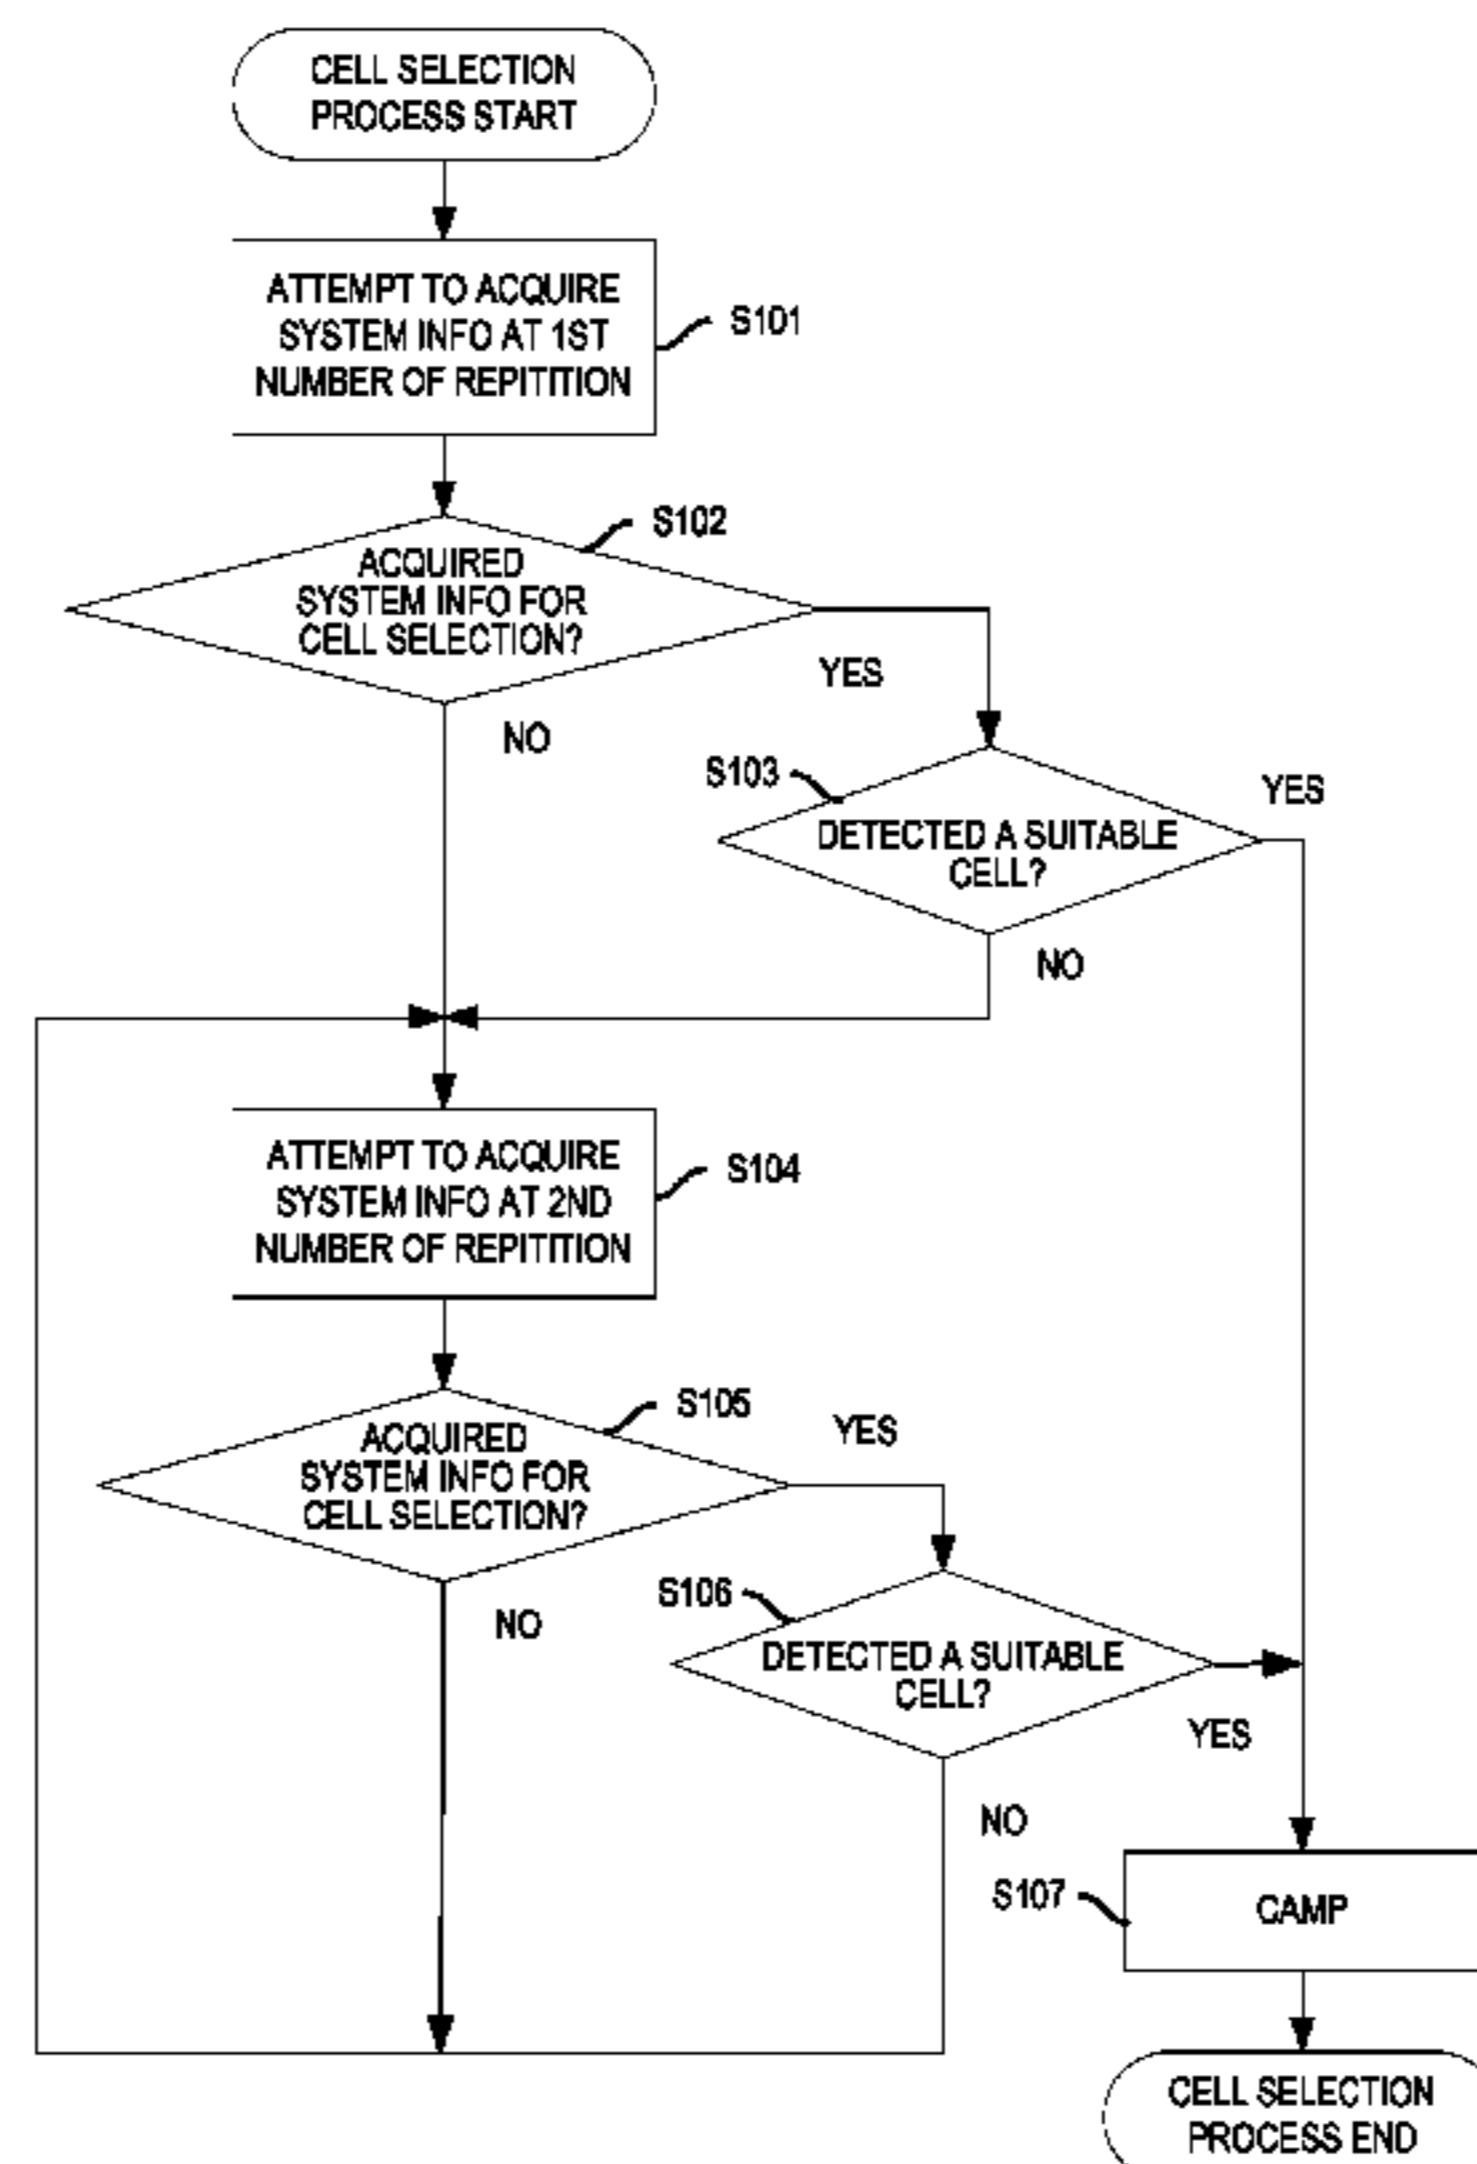 CELL SELECTION
PROCESS START
ATTEMPT TO ACQUIRE
SYSTEM INFO AT 1ST
NUMBER OF REPITITION
S101
S102
ACQUIRED
SYSTEM INFO FOR
CELL SELECTION?
YES
NO
S103
YES
DETECTED A SUITABLE
CELL?
NO
ATTEMPT TO ACQUIRE
SYSTEM INFO AT 2ND
NUMBER OF REPITITION
S104
S105
YES
ACQUIRED
SYSTEM INFO FOR
CELL SELECTION?
NO
S106
DETECTED A SUITABLE
CELL?
YES
NO
S107
CAMP
CELL SELECTION
PROCESS END